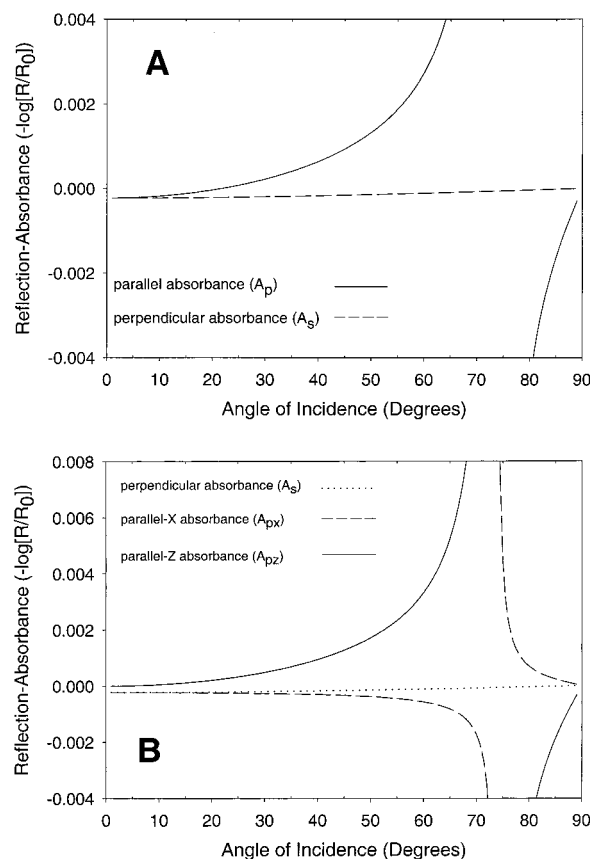 A
0.004
0.002
0.000
-0.002
-0.004
Reflection-Absorbance (-log[R/R0])
parallel absorbance (Ap)
perpendicular absorbance (As)
0 10 20 30 40 50 60 70 80 90
Angle of Incidence (Degrees)
0.008
0.006
0.004
0.002
0.000
-0.002
-0.004
Reflection-Absorbance (-log[R/R0])
perpendicular absorbance (As)
parallel-X absorbance (Apx)
parallel-Z absorbance (Apz)
B
0 10 20 30 40 50 60 70 80 90
Angle of Incidence (Degrees)